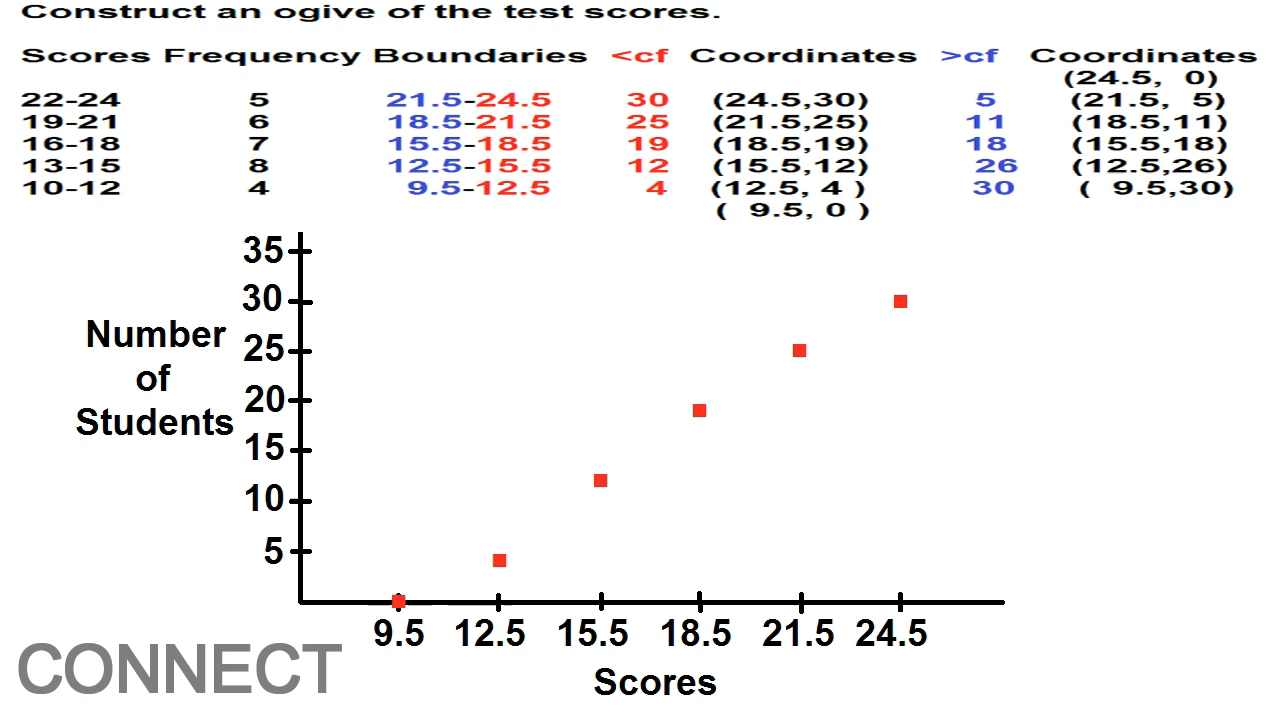 Construct an ogive of the test scores.
Scores Frequency Boundaries <cf Coordinates >cf Coordinates
(24.5, 0)
22-24 5 21.5-24.5 30 (24.5,30) 5 (21.5, 5)
19-21 6 18.5-21.5 25 (21.5,25) 11 (18.5,11)
16-18 7 15.5-18.5 19 (18.5,19) 18 (15.5,18)
13-15 8 12.5-15.5 12 (15.5,12) 26 (12.5,26)
10-12 4 9.5-12.5 4 (12.5, 4 ) 30 ( 9.5,30)
( 9.5, 0 )
35
30
Number
25
of
20
Students
15
10
5
9.5 12.5 15.5 18.5 21.5 24.5
CONNECT
Scores